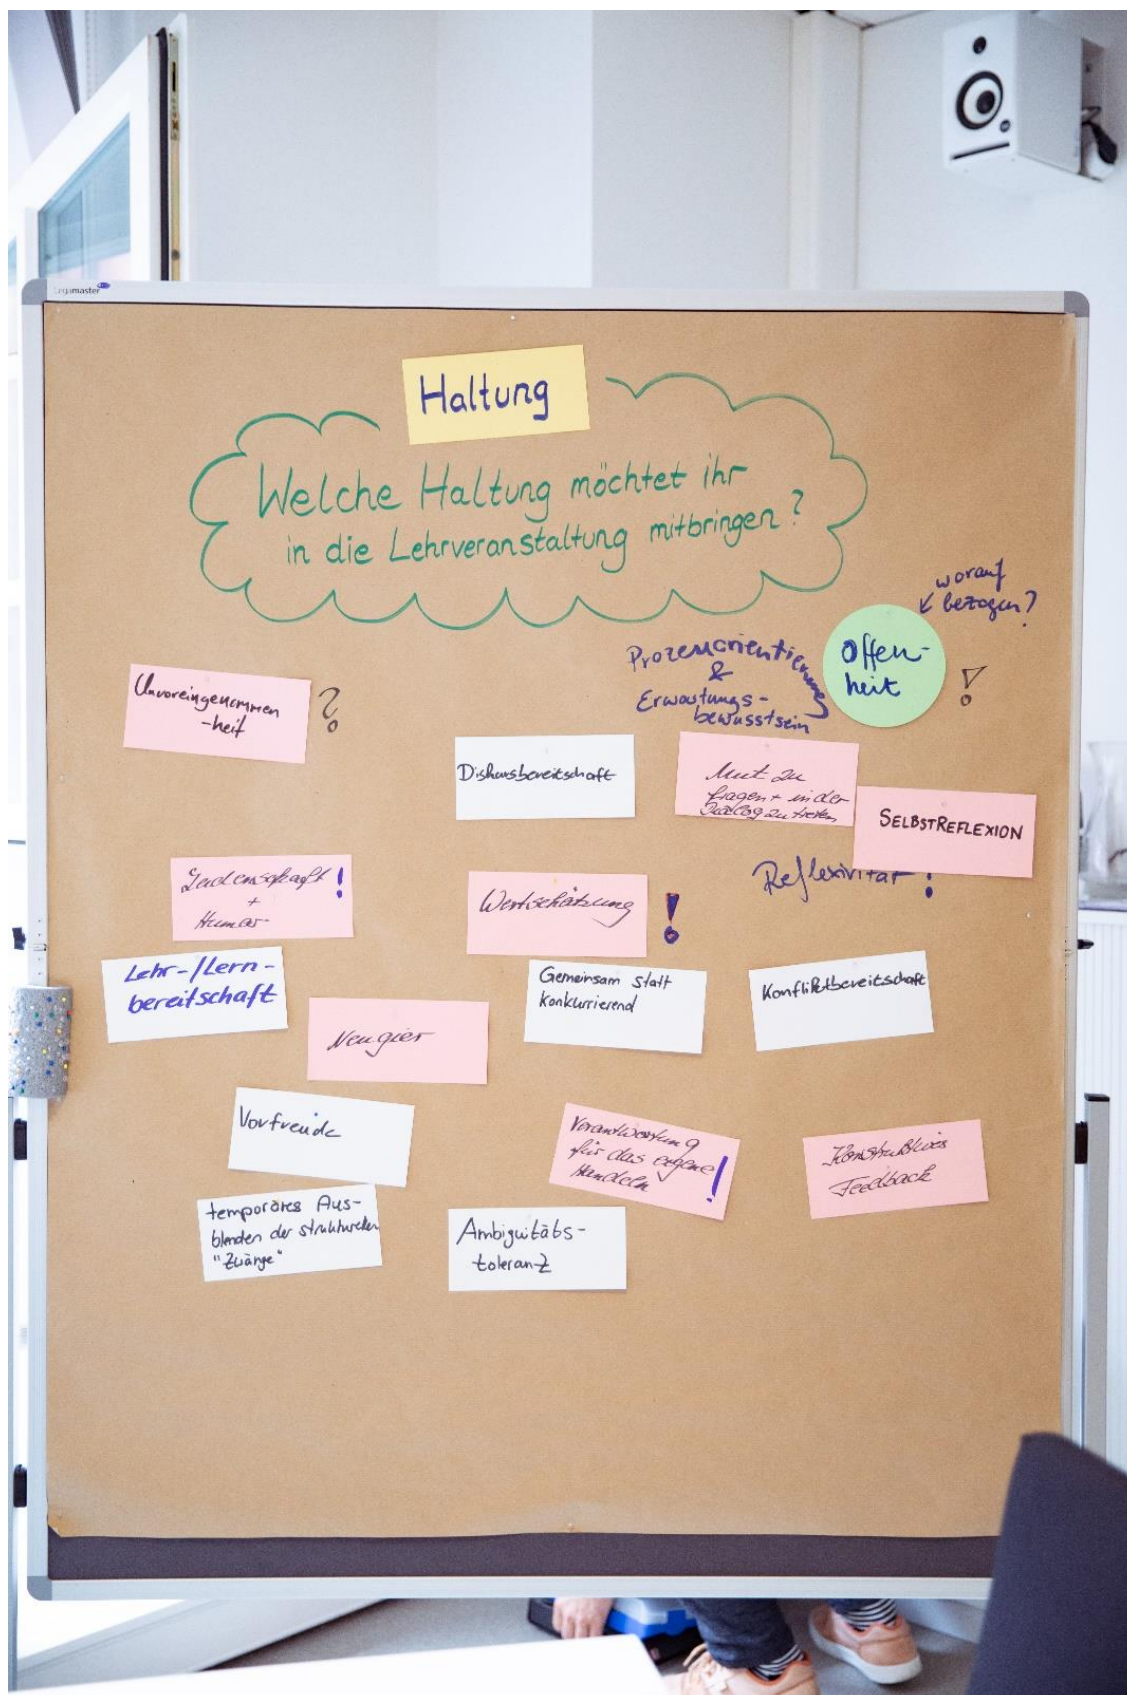 Legamaster
Haltung
Welche Haltung möchtet ihr
in die Lehrveranstaltung mitbringen?
worauf
bezogen?
Offen-
heit
!
Prozessorientierung
&
Erwartungs-
bewusstsein
Unvoreingenommen
-heit
?
Diskursbereitschaft
Mut zu
fragen + in den
Dialog zu treten
SELBSTREFLEXION
Reflexivität !
Leidenschaft !
+
Humor
Wertschätzung !
Lehr-/Lern-
bereitschaft
Gemeinsam statt
konkurrierend
Konfliktbereitschaft
Neugier
Vorfreude
Verantwortung
für das eigene
Handeln !
Konstruktives
Feedback
temporäres Aus-
blenden der strukturellen
"Zwänge"
Ambiguitäts-
toleranz